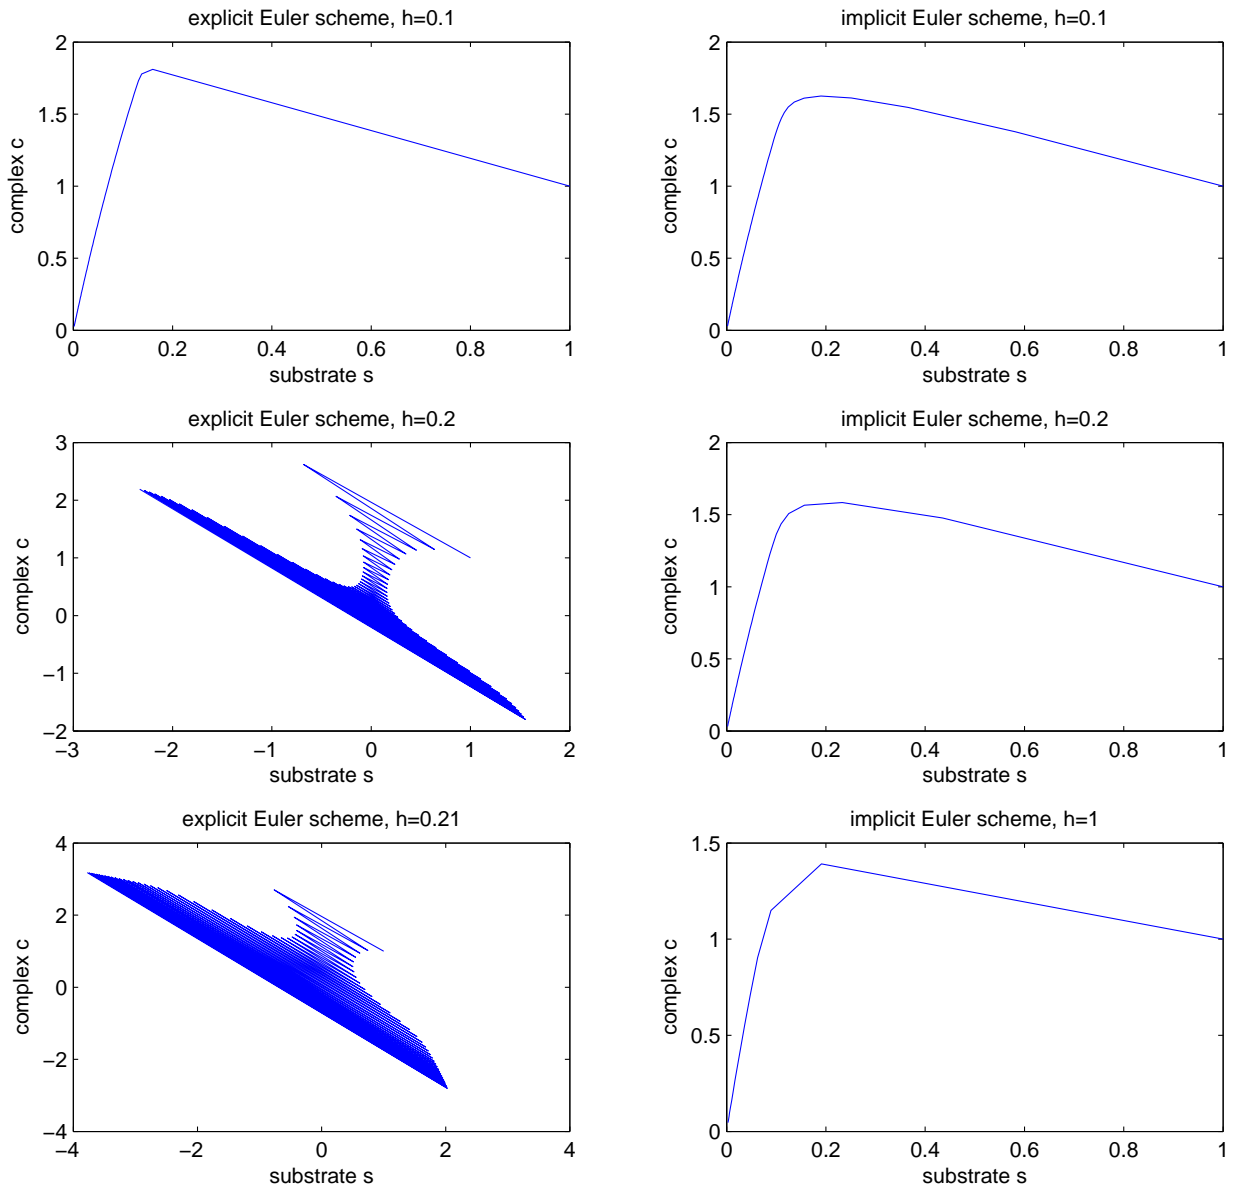 explicit Euler scheme, h=0.1
2
1.5
1
0.5
0
complex c
0 0.2 0.4 0.6 0.8 1
substrate s
implicit Euler scheme, h=0.1
2
1.5
1
0.5
0
complex c
0 0.2 0.4 0.6 0.8 1
substrate s
explicit Euler scheme, h=0.2
3
2
1
0
−1
−2
complex c
−3 −2 −1 0 1 2
substrate s
implicit Euler scheme, h=0.2
2
1.5
1
0.5
0
complex c
0 0.2 0.4 0.6 0.8 1
substrate s
explicit Euler scheme, h=0.21
4
2
0
−2
−4
complex c
−4 −2 0 2 4
substrate s
implicit Euler scheme, h=1
1.5
1
0.5
0
complex c
0 0.2 0.4 0.6 0.8 1
substrate s